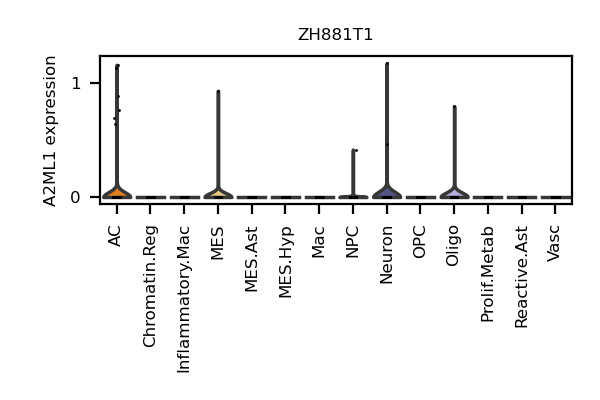 ZH881T1
A2ML1 expression
1
0
AC
Chromatin.Reg
Inflammatory.Mac
MES
MES.Ast
MES.Hyp
Mac
NPC
Neuron
OPC
Oligo
Prolif.Metab
Reactive.Ast
Vasc